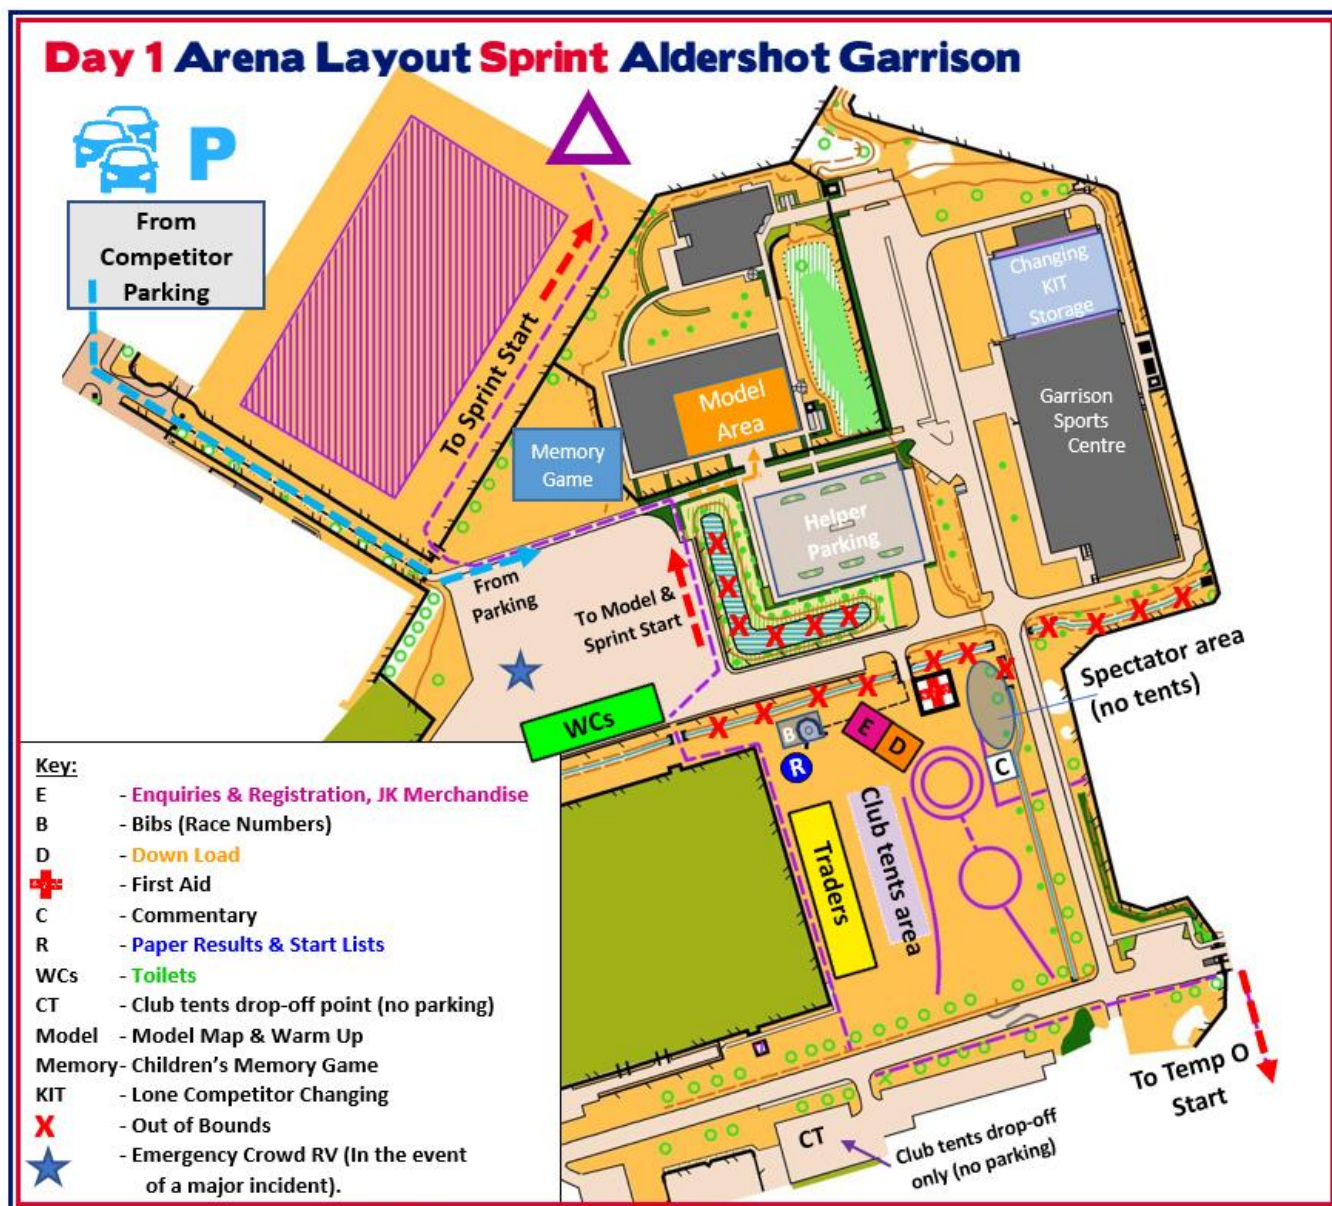 Day 1 Arena Layout Sprint Aldershot Garrison
P
From
Competitor
Parking
To Sprint Start
Changing
KIT
Storage
Model
Area
Garrison
Sports
Centre
Memory
Game
Helper
Parking
From
Parking
To Model &
Sprint Start
Spectator area
(no tents)
WCs
B
E
D
R
C
Club tents area
Traders
To Temp O
Start
CT
Club tents drop-off
only (no parking)
Key:
E - Enquiries & Registration, JK Merchandise
B - Bibs (Race Numbers)
D - Down Load
- First Aid
C - Commentary
R - Paper Results & Start Lists
WCs - Toilets
CT - Club tents drop-off point (no parking)
Model - Model Map & Warm Up
Memory- Children's Memory Game
KIT - Lone Competitor Changing
X - Out of Bounds
- Emergency Crowd RV (In the event
of a major incident).